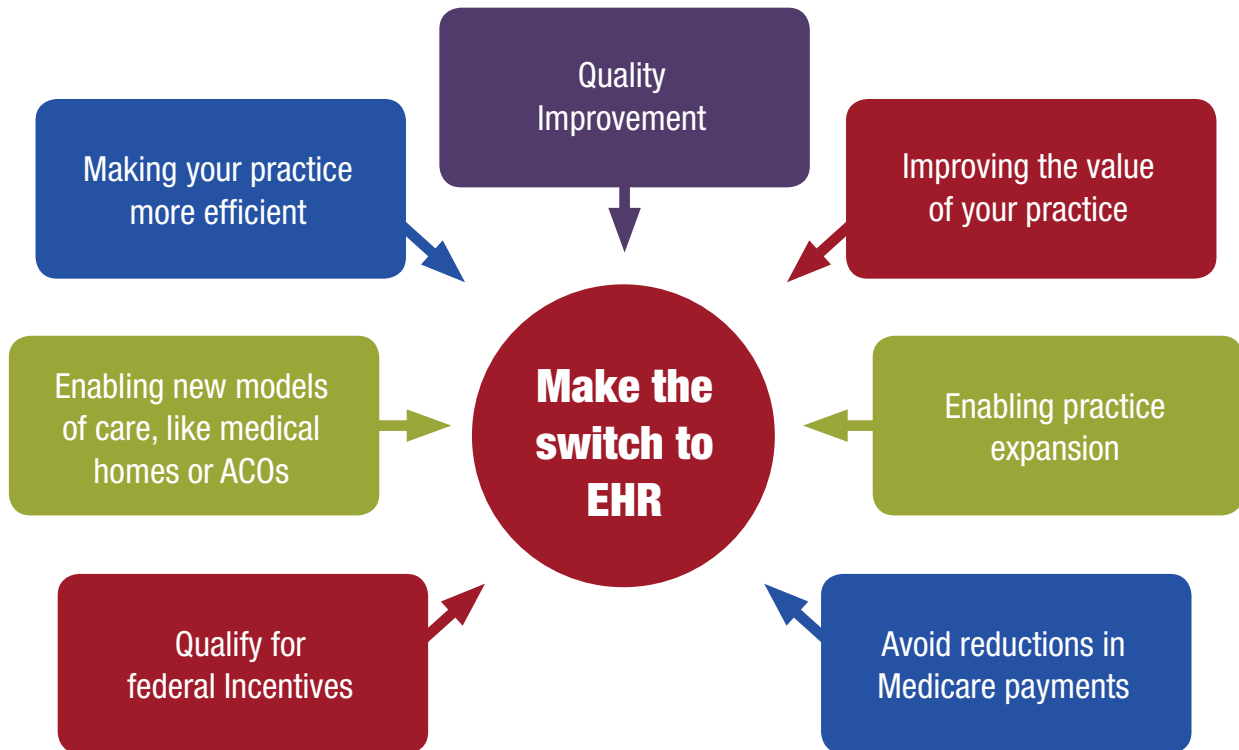 Quality
Improvement
Making your practice
more efficient
Improving the value
of your practice
Enabling new models
of care, like medical
homes or ACOs
Make the
switch to
EHR
Enabling practice
expansion
Qualify for
federal Incentives
Avoid reductions in
Medicare payments